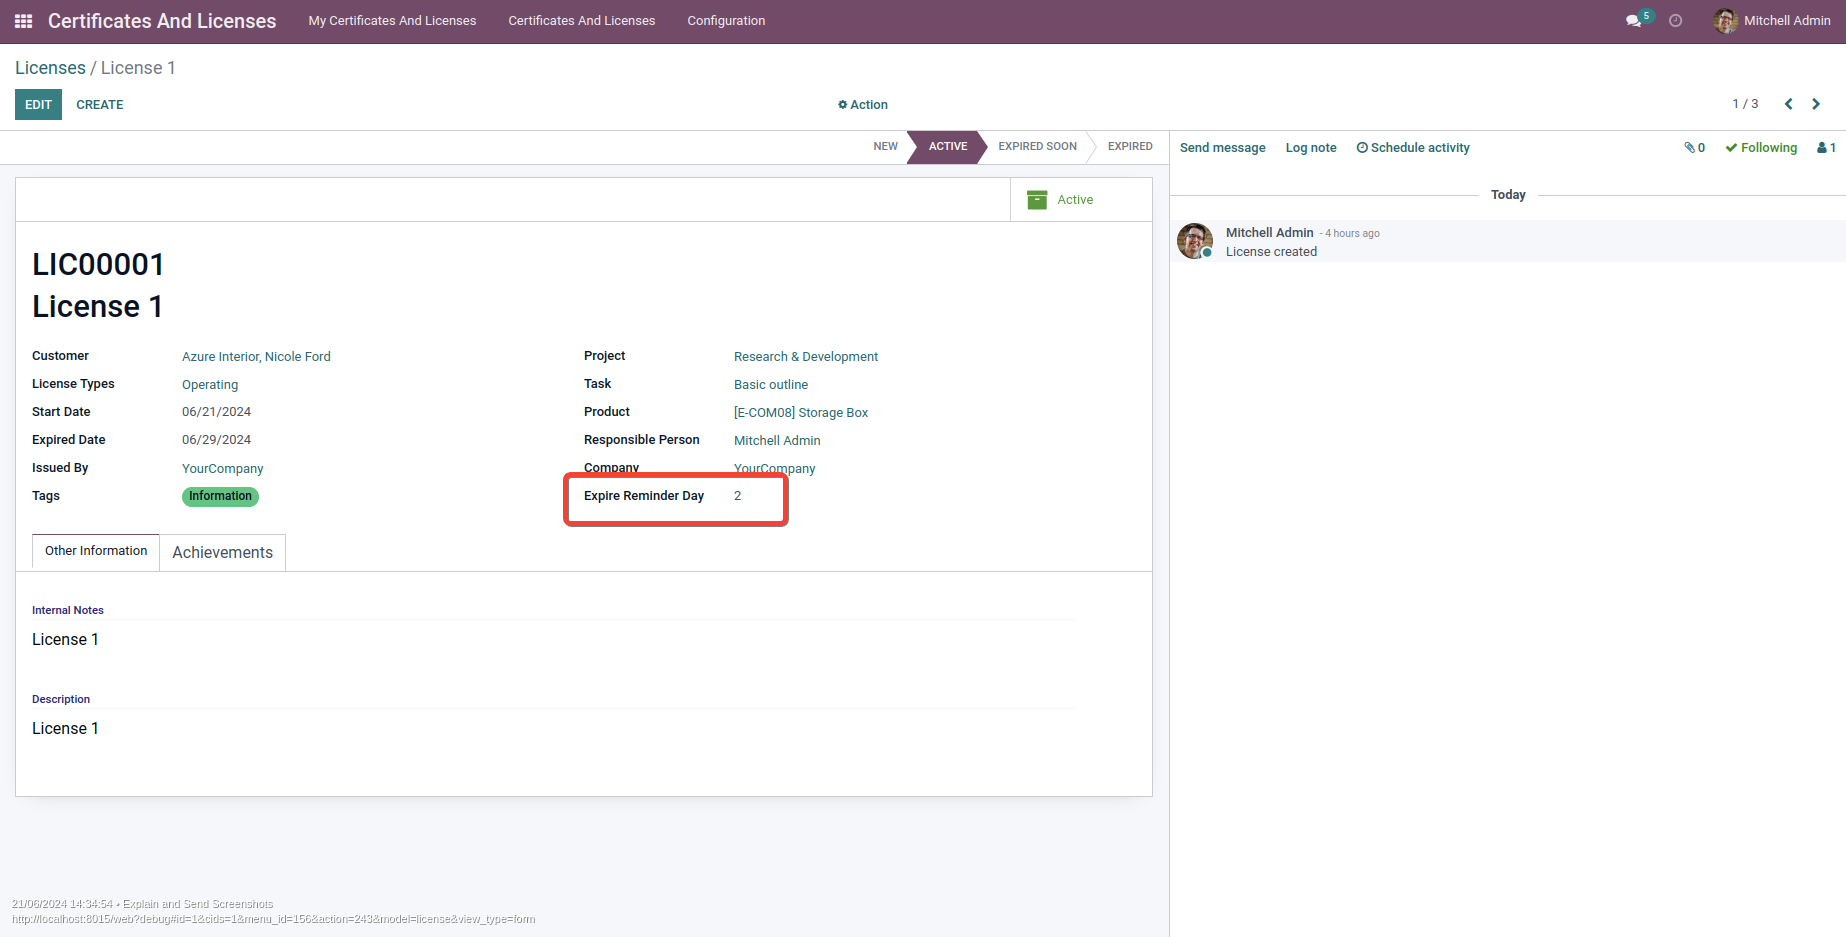 Certificates And Licenses My Certificates And Licenses Certificates And Licenses Configuration 5 Mitchell Admin
Licenses / License 1
EDIT CREATE Action 1 / 3
NEW ACTIVE EXPIRED SOON EXPIRED
Send message Log note Schedule activity 0 Following 1
Active
Today
Mitchell Admin - 4 hours ago
License created
LIC00001
License 1
Customer Azure Interior, Nicole Ford
License Types Operating
Start Date 06/21/2024
Expired Date 06/29/2024
Issued By YourCompany
Tags Information
Project Research & Development
Task Basic outline
Product [E-COM08] Storage Box
Responsible Person Mitchell Admin
Company YourCompany
Expire Reminder Day 2
Other Information Achievements
Internal Notes
License 1
Description
License 1
21/06/2024 14:34:54 • Explain and Send Screenshots
http://localhost:8015/web?debug#id=1&cids=1&menu_id=156&action=243&model=license&view_type=form